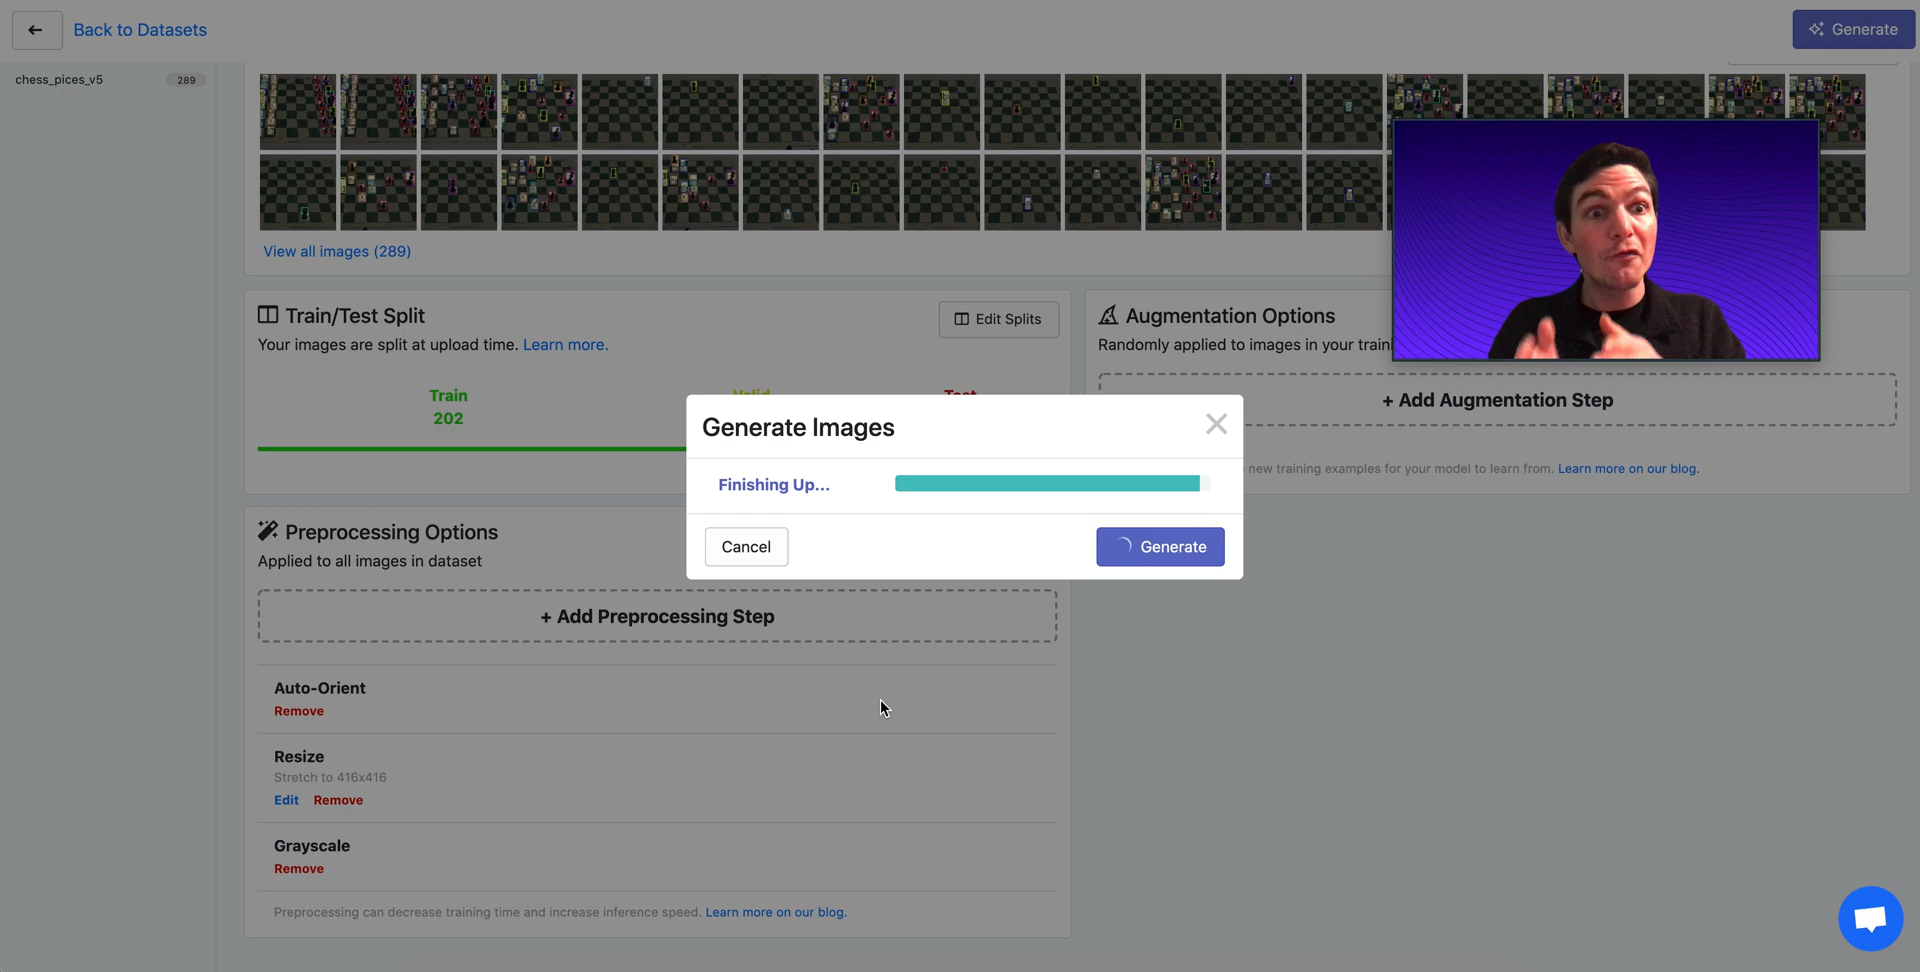 Back to Datasets
Generate
chess_pices_v5
289
View all images (289)
Train/Test Split
Edit Splits
Your images are split at upload time. Learn more.
Train
202
Valid
Test
Augmentation Options
Randomly applied to images in your traini
+ Add Augmentation Step
new training examples for your model to learn from. Learn more on our blog.
Generate Images
Finishing Up...
Cancel
Generate
Preprocessing Options
Applied to all images in dataset
+ Add Preprocessing Step
Auto-Orient
Remove
Resize
Stretch to 416x416
Edit Remove
Grayscale
Remove
Preprocessing can decrease training time and increase inference speed. Learn more on our blog.